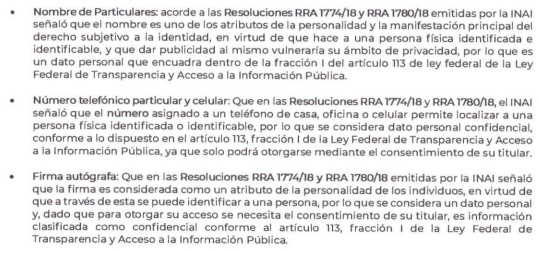 • Nombre de Particulares: acorde a las Resoluciones RRA 1774/18 y RRA 1780/18 emitidas por la INAI
señaló que el nombre es uno de los atributos de la personalidad y la manifestación principal del
derecho subjetivo a la identidad, en virtud de que hace a una persona física identificada e
identificable, y que dar publicidad al mismo vulneraría su ámbito de privacidad, por lo que es
un dato personal que encuadra dentro de la fracción I del artículo 113 de ley federal de la Ley
Federal de Transparencia y Acceso a la Información Pública.
• Número telefónico particular y celular: Que en las Resoluciones RRA 1774/18 y RRA 1780/18, el INAI
señaló que el número asignado a un teléfono de casa, oficina o celular permite localizar a una
persona física identificada o identificable, por lo que se considera dato personal confidencial,
conforme a lo dispuesto en el artículo 113, fracción I de la Ley Federal de Transparencia y Acceso
a la Información Pública, ya que solo podrá otorgarse mediante el consentimiento de su titular.
• Firma autógrafa: Que en las Resoluciones RRA 1774/18 y RRA 1780/18 emitidas por la INAI señaló
que la firma es considerada como un atributo de la personalidad de los individuos, en virtud de
que a través de esta se puede identificar a una persona, por lo que se considera un dato personal
y, dado que para otorgar su acceso se necesita el consentimiento de su titular, es información
clasificada como confidencial conforme al artículo 113, fracción I de la Ley Federal de
Transparencia y Acceso a la Información Pública.